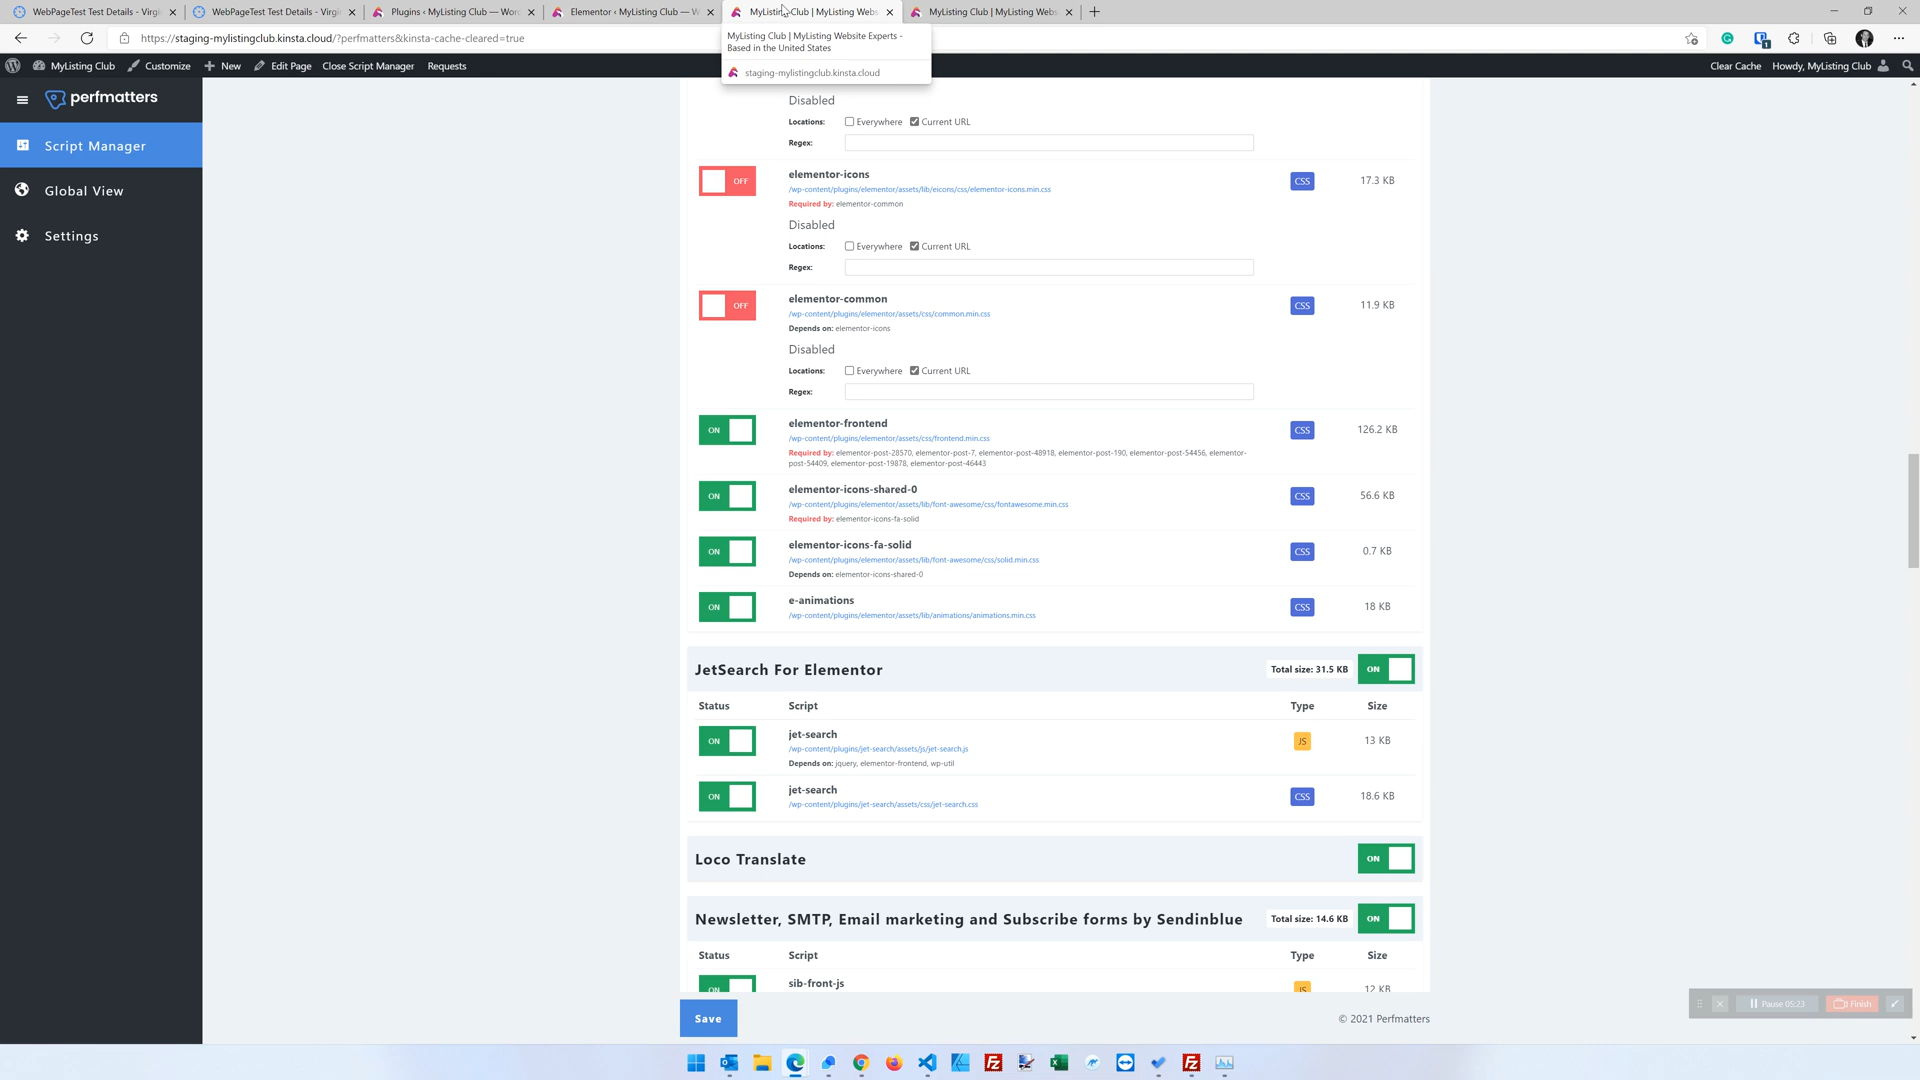 WebPageTest Test Details - Virgi
WebPageTest Test Details - Virgi
Plugins ‹ MyListing Club — Wor
Elementor ‹ MyListing Club — W
MyListing Club | MyListing Webs
MyListing Club | MyListing Webs
https://staging-mylistingclub.kinsta.cloud/?perfmatters&kinsta-cache-cleared=true
MyListing Club | MyListing Website Experts -
Based in the United States
staging-mylistingclub.kinsta.cloud
MyListing Club
Customize
New
Edit Page
Close Script Manager
Requests
Clear Cache
Howdy, MyListing Club
perfmatters
Script Manager
Global View
Settings
Disabled
Locations: Everywhere Current URL
Regex:
OFF
elementor-icons
/wp-content/plugins/elementor/assets/lib/eicons/css/elementor-icons.min.css
Required by: elementor-common
CSS
17.3 KB
Disabled
Locations: Everywhere Current URL
Regex:
OFF
elementor-common
/wp-content/plugins/elementor/assets/css/common.min.css
Depends on: elementor-icons
CSS
11.9 KB
Disabled
Locations: Everywhere Current URL
Regex:
ON
elementor-frontend
/wp-content/plugins/elementor/assets/css/frontend.min.css
Required by: elementor-post-28570, elementor-post-7, elementor-post-48918, elementor-post-190, elementor-post-54456, elementor-
post-54409, elementor-post-19878, elementor-post-46443
CSS
126.2 KB
ON
elementor-icons-shared-0
/wp-content/plugins/elementor/assets/lib/font-awesome/css/fontawesome.min.css
Required by: elementor-icons-fa-solid
CSS
56.6 KB
ON
elementor-icons-fa-solid
/wp-content/plugins/elementor/assets/lib/font-awesome/css/solid.min.css
Depends on: elementor-icons-shared-0
CSS
0.7 KB
ON
e-animations
/wp-content/plugins/elementor/assets/lib/animations/animations.min.css
CSS
18 KB
JetSearch For Elementor
Total size: 31.5 KB
ON
Status Script Type Size
ON
jet-search
/wp-content/plugins/jet-search/assets/js/jet-search.js
Depends on: jquery, elementor-frontend, wp-util
JS
13 KB
ON
jet-search
/wp-content/plugins/jet-search/assets/css/jet-search.css
CSS
18.6 KB
Loco Translate
ON
Newsletter, SMTP, Email marketing and Subscribe forms by Sendinblue
Total size: 14.6 KB
ON
Status Script Type Size
ON
sib-front-js
JS
12 KB
Save
© 2021 Perfmatters
Pause 05:23
Finish